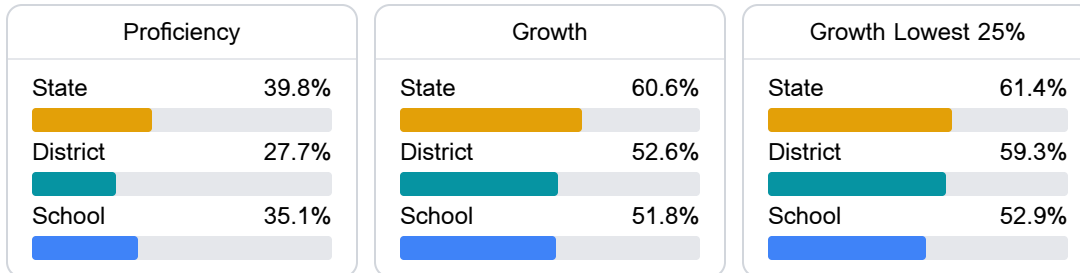 Proficiency
State 39.8%
District 27.7%
School 35.1%
Growth
State 60.6%
District 52.6%
School 51.8%
Growth Lowest 25%
State 61.4%
District 59.3%
School 52.9%